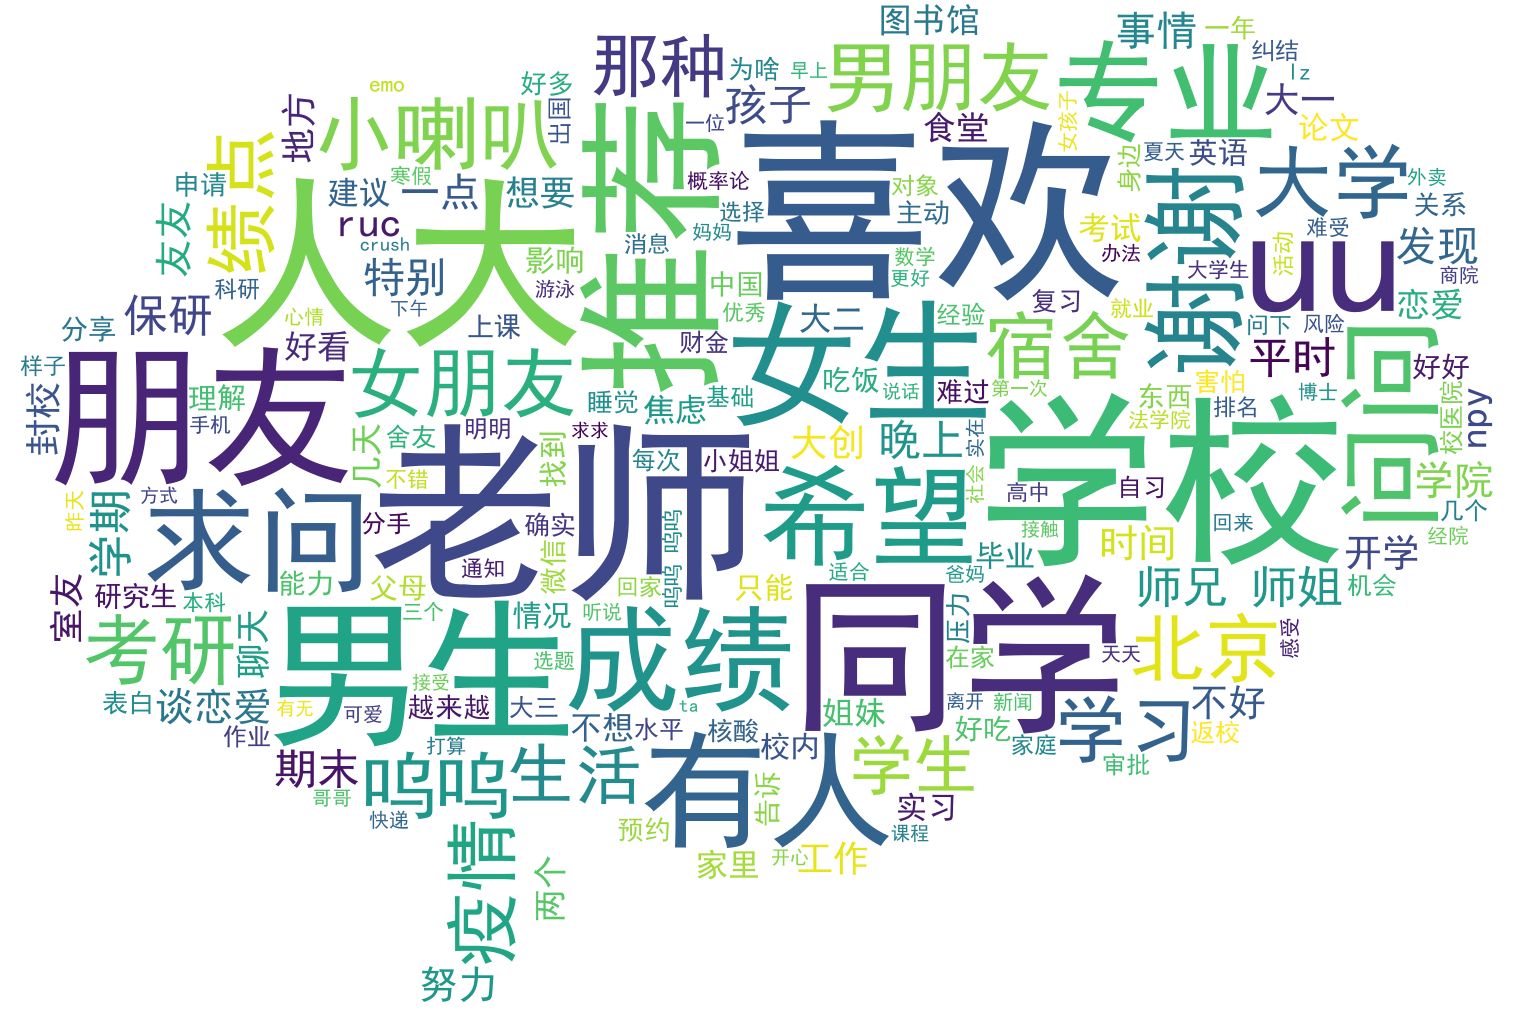 图书馆
事情
一年
那种
男朋友
专业
纠结
lz
为啥
早上
emo
好多
小喇叭
地方
出国
推荐
一位
孩子
喜欢
食堂
女孩子
大一
论文
绩点
申请
友友
建议
寒假
一点
想要
人大
ruc
crush
概率论
选择
对象
主动
身边
夏天
英语
谢谢
大学
外卖
关系
考试
难受
消息
妈妈
影响
特别
游泳
下午
科研
保研
心情
中国
优秀
数学
更好
办法
大学生
活动
uu
发现
商院
复习
就业
恋爱
分享
好看
上课
财金
大二
经验
宿舍
问下
风险
平时
问问
好好
样子
朋友
女朋友
理解
手机
封校
女生
吃饭
说话
难过
第一次
东西
害怕
排名
博士
法学院
校医院
npy
睡觉
焦虑
基础
明明
求求
舍友
几天
不错
找到
每次
小姐姐
大创
晚上
实在
学校
学院
老师
希望
社会
高中
自习
接触
回来
几个
经院
昨天
方式
学期
求问
分手
确实
呜呜
呜呜
通知
微信
适合
爸妈
毕业
时间
开学
机会
师兄
师姐
室友
研究生
本科
能力
父母
回家
只能
同学
压力
三个
情况
听说
男生
成绩
考研
聊天
选题
接受
在家
天天
北京
感受
表白
谈恋爱
有无
可爱
越来越
大三
ta
离开
新闻
作业
打算
不想
水平
核酸
校内
姐妹
好吃
家庭
学习
不好
返校
审批
期末
哥哥
快递
呜呜
生活
有人
学生
告诉
实习
课程
预约
家里
开心
工作
疫情
两个
努力